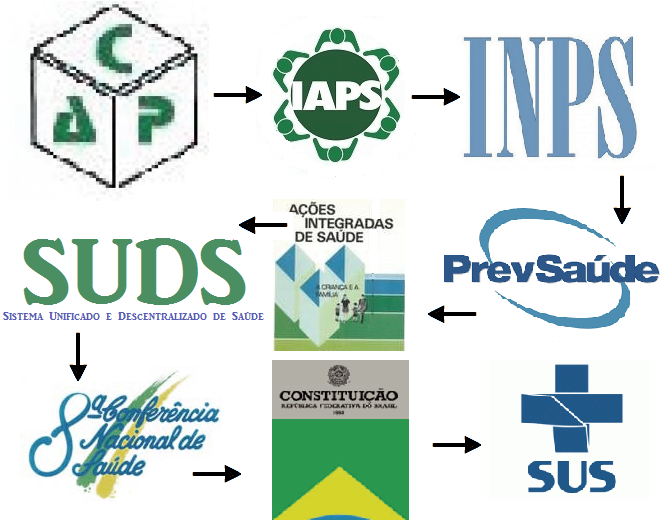 C
A P
IAPS
INPS
PrevSaúde
AÇÕES
INTEGRADAS
DE SAÚDE
A CRIANÇA E A
FAMÍLIA
SUDS
SISTEMA UNIFICADO E DESCENTRALIZADO DE SAÚDE
8ª Conferência
Nacional de
Saúde
CONSTITUIÇÃO
REPÚBLICA FEDERATIVA DO BRASIL
1988
SUS